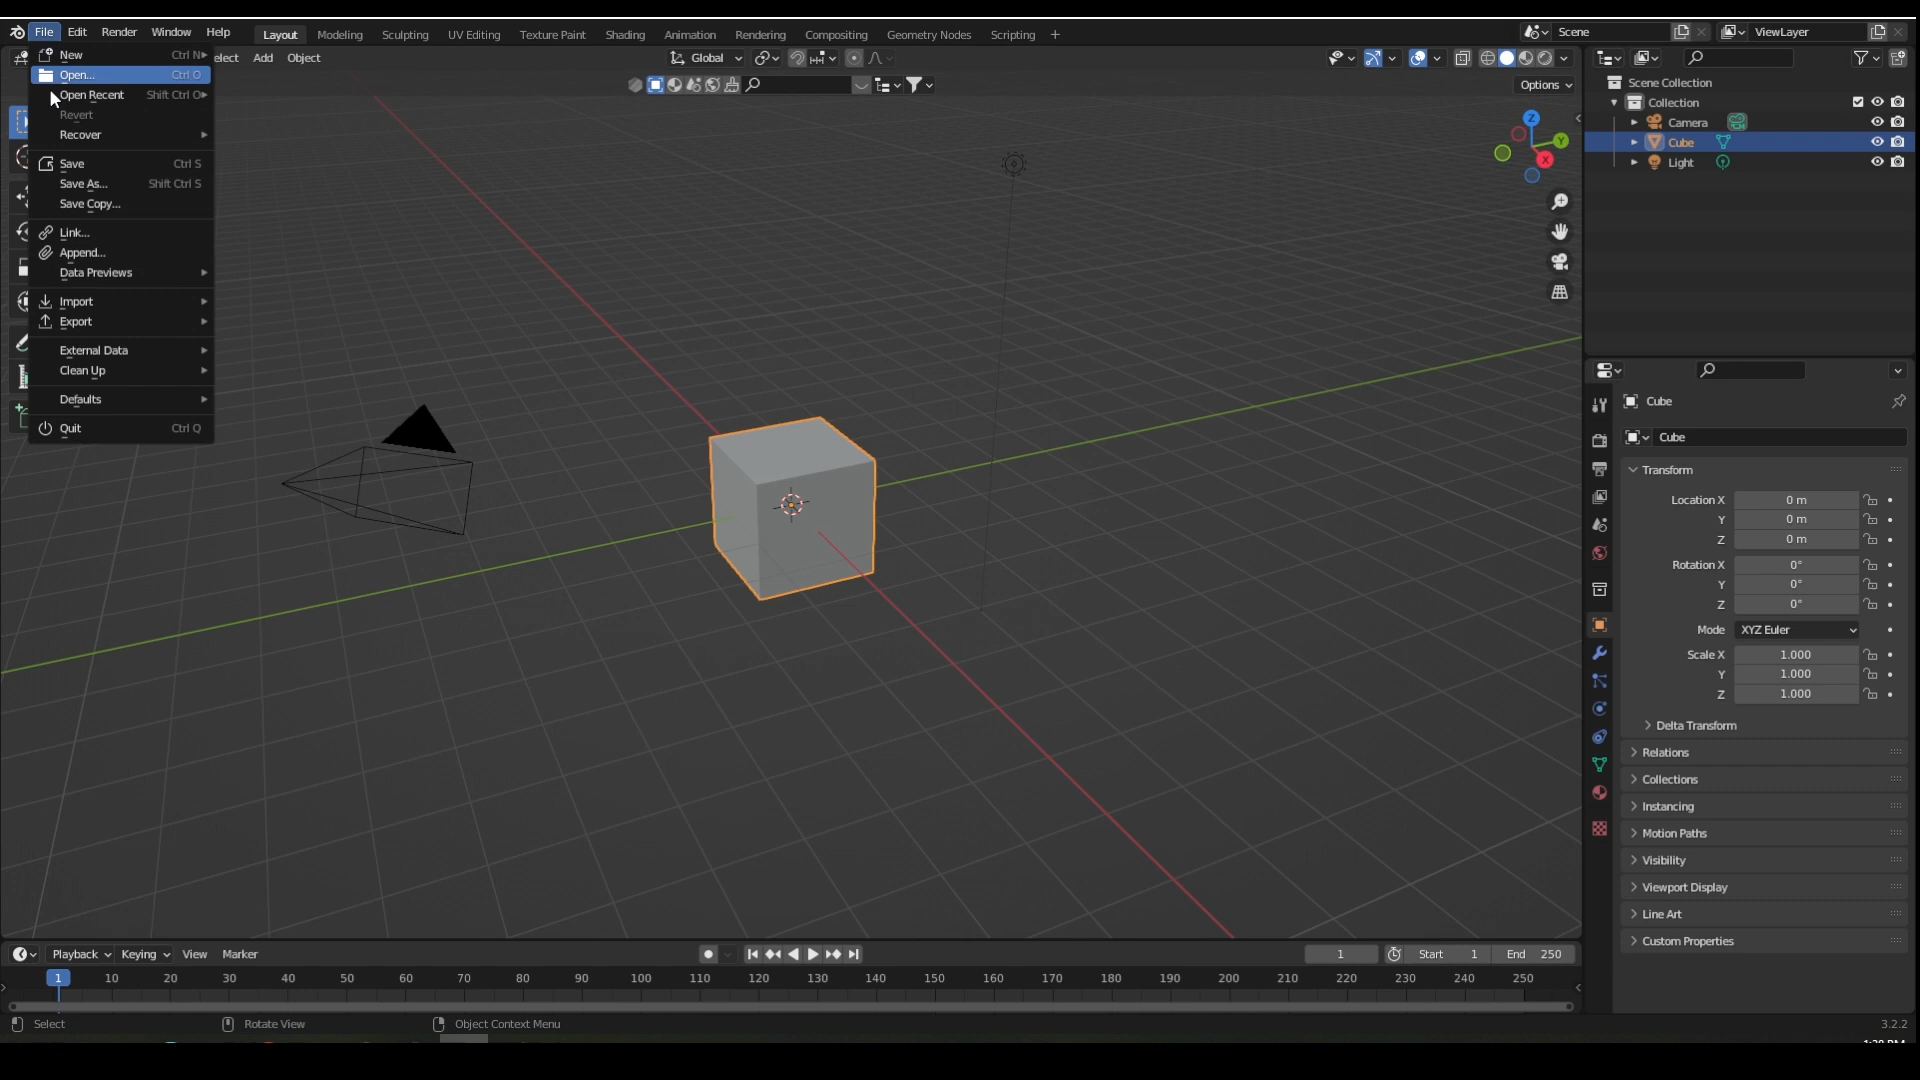 File Edit Render Window Help Layout Modeling Sculpting UV Editing Texture Paint Shading Animation Rendering Compositing Geometry Nodes Scripting + Scene ViewLayer
elect Add Object Global
Options
New Ctrl N
Open... Ctrl O
Open Recent Shift Ctrl O
Revert
Recover
Save Ctrl S
Save As... Shift Ctrl S
Save Copy...
Link...
Append...
Data Previews
Import
Export
External Data
Clean Up
Defaults
Quit Ctrl Q
Z
Y
X
Scene Collection
Collection
Camera
Cube
Light
Cube
Cube
Transform
Location X 0 m
Y 0 m
Z 0 m
Rotation X 0°
Y 0°
Z 0°
Mode XYZ Euler
Scale X 1.000
Y 1.000
Z 1.000
Delta Transform
Relations
Collections
Instancing
Motion Paths
Visibility
Viewport Display
Line Art
Custom Properties
Playback Keying View Marker 1 Start 1 End 250
1 10 20 30 40 50 60 70 80 90 100 110 120 130 140 150 160 170 180 190 200 210 220 230 240 250
Select Rotate View Object Context Menu 3.2.2